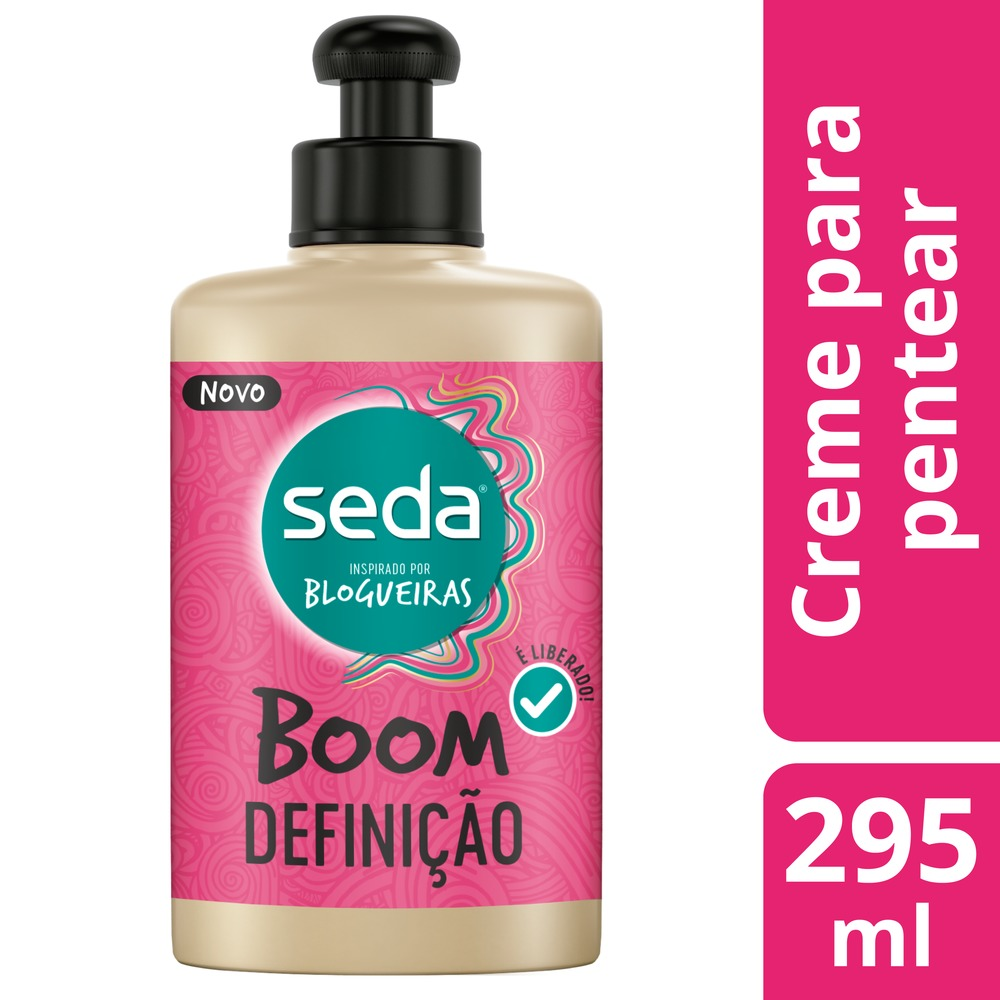 NOVO
seda®
INSPIRADO POR
BLOGUEIRAS
É LIBERADO!
BOOM
DEFINIÇÃO
Creme para
pentear
295
ml